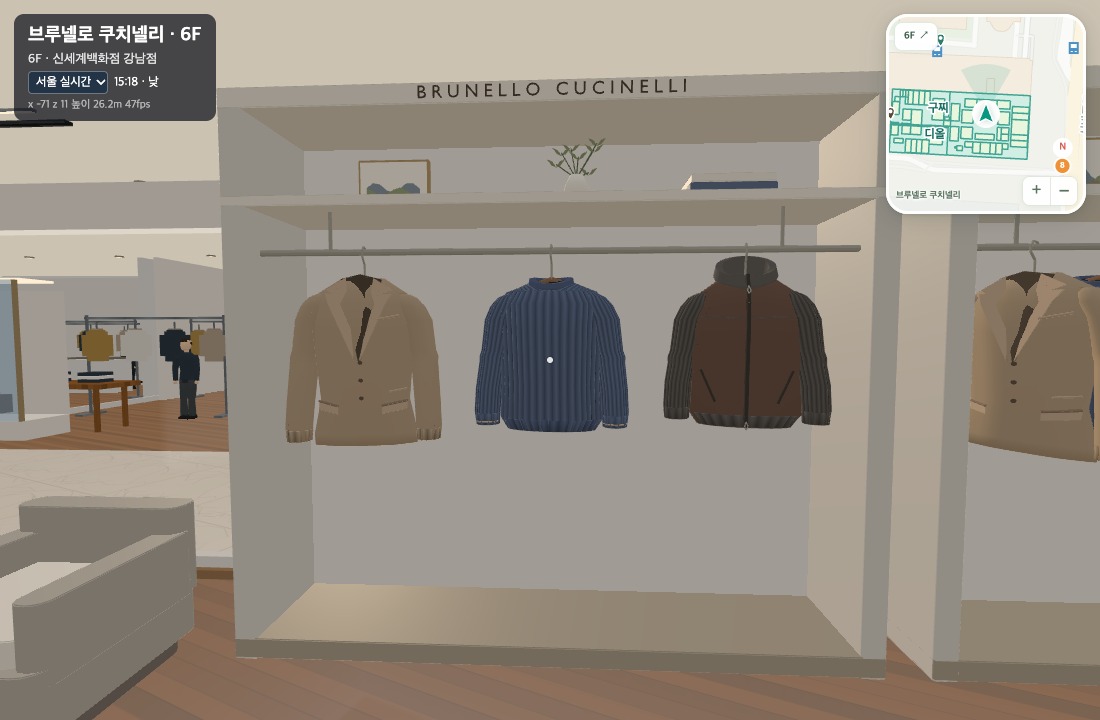 브루넬로 쿠치넬리 · 6F
6F · 신세계백화점 강남점
서울 실시간 15:18 · 낮
x -71 z 11 높이 26.2m 47fps
BRUNELLO CUCINELLI
6F
구찌
디올
N
8
브루넬로 쿠치넬리
+ −